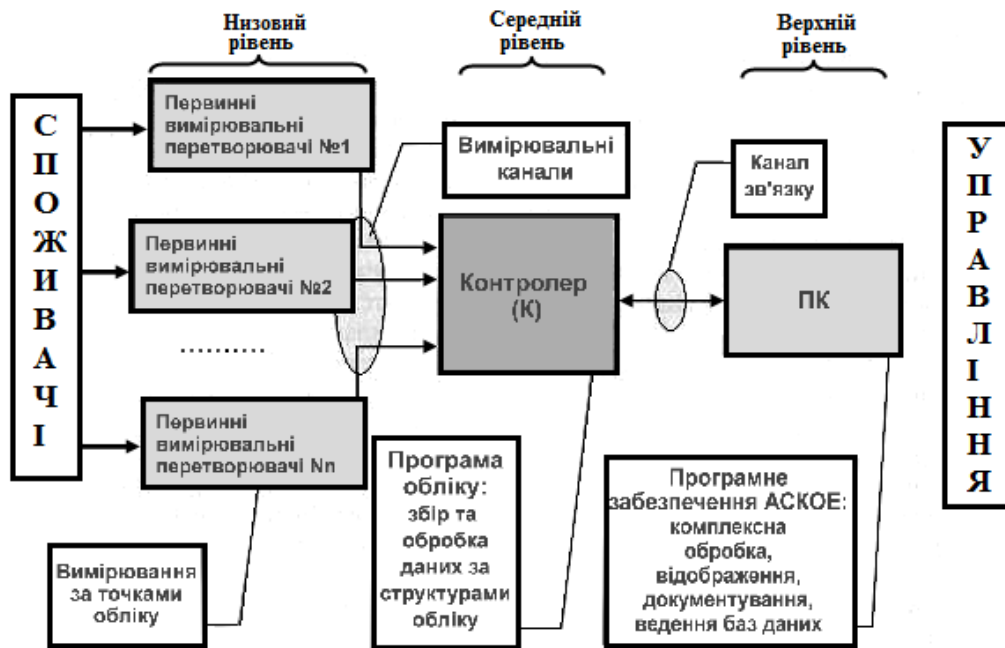 Низовий
рівень
Середній
рівень
Верхній
рівень
СПОЖИВАЧІ
Первинні
вимірювальні
перетворювачі №1
Вимірювальні
канали
Канал
зв'язку
УПРАВЛІННЯ
Первинні
вимірювальні
перетворювачі №2
Контролер
(К)
ПК
..........
Первинні
вимірювальні
перетворювачі Nn
Вимірювання
за точками
обліку
Програма
обліку:
збір та
обробка
даних за
структурами
обліку
Програмне
забезпечення АСКОЕ:
комплексна
обробка,
відображення,
документування,
ведення баз даних